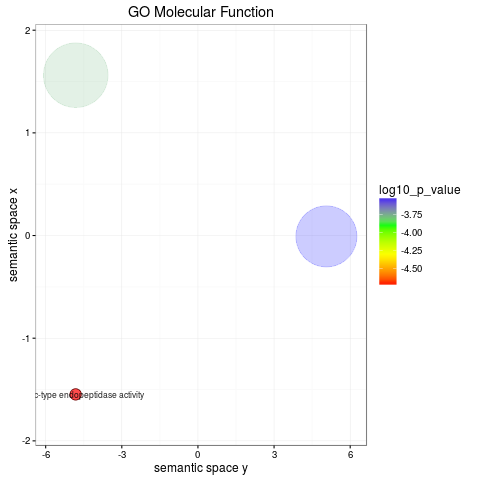 GO Molecular Function
2
1
0
-1
-2
semantic space x
c-type endopeptidase activity
-6
-3
0
3
6
semantic space y
log10_p_value
-3.75
-4.00
-4.25
-4.50